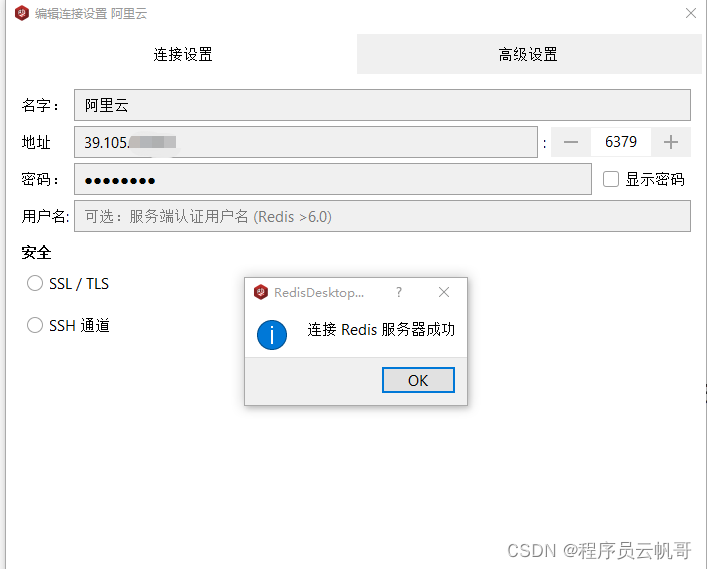 编辑连接设置 阿里云
连接设置 高级设置
名字： 阿里云
地址 39.105. : 6379
密码： ●●●●●●●● 显示密码
用户名: 可选：服务端认证用户名 (Redis >6.0)
安全
SSL / TLS
SSH 通道
RedisDesktop... ?
连接 Redis 服务器成功
OK
CSDN @程序员云帆哥